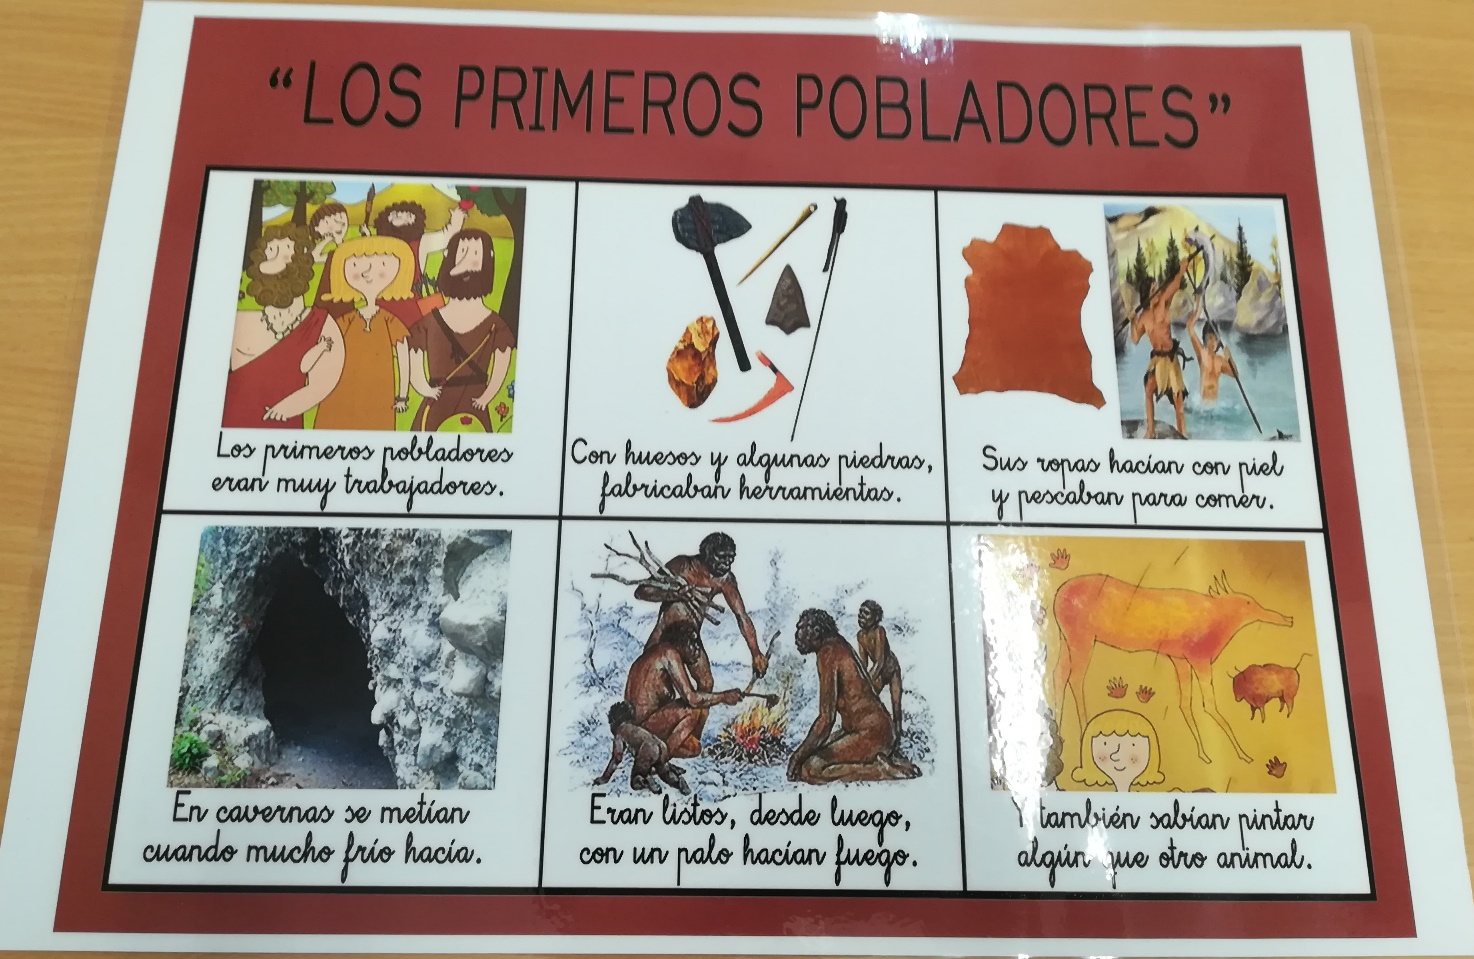 “LOS PRIMEROS POBLADORES”
Los primeros pobladores
eran muy trabajadores.
Con huesos y algunas piedras,
fabricaban herramientas.
Sus ropas hacían con piel
y pescaban para comer.
En cavernas se metían
cuando mucho frío hacía.
Eran listos, desde luego,
con un palo hacían fuego.
Y también sabían pintar
algún que otro animal.